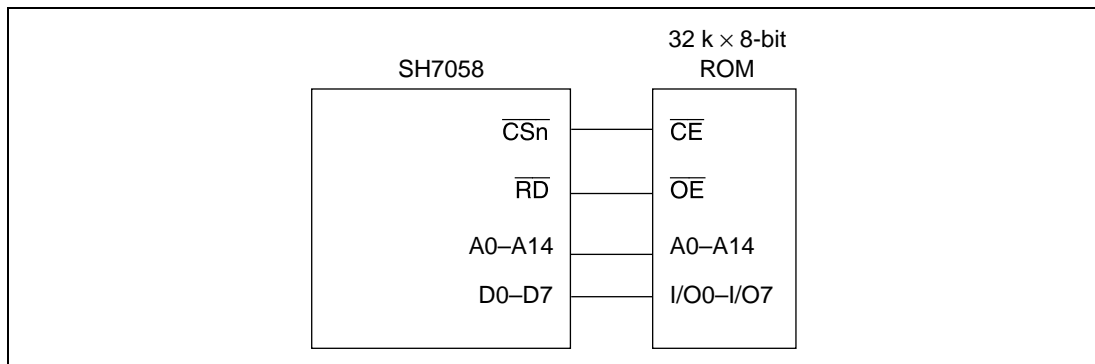 32 k × 8-bit
SH7058 ROM
CSn CE
RD OE
A0–A14 A0–A14
D0–D7 I/O0–I/O7